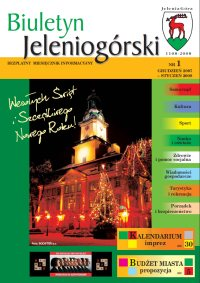 Biuletyn
Jeleniogórski
BEZPŁATNY MIESIĘCZNIK INFORMACYJNY
Jelenia Góra
1108-2008
NR 1
GRUDZIEŃ 2007
- STYCZEŃ 2008
Wesołych Świąt
i Szczęśliwego
Nowego Roku!
Samorząd
Kultura
Sport
Nauka
i oświata
Zdrowie
i pomoc socjalna
Wiadomości
gospodarcze
Turystyka
i rekreacja
Porządek
i bezpieczeństwo
KALENDARIUM
imprez
str. 30
BUDŻET MIASTA
propozycja
str. 5